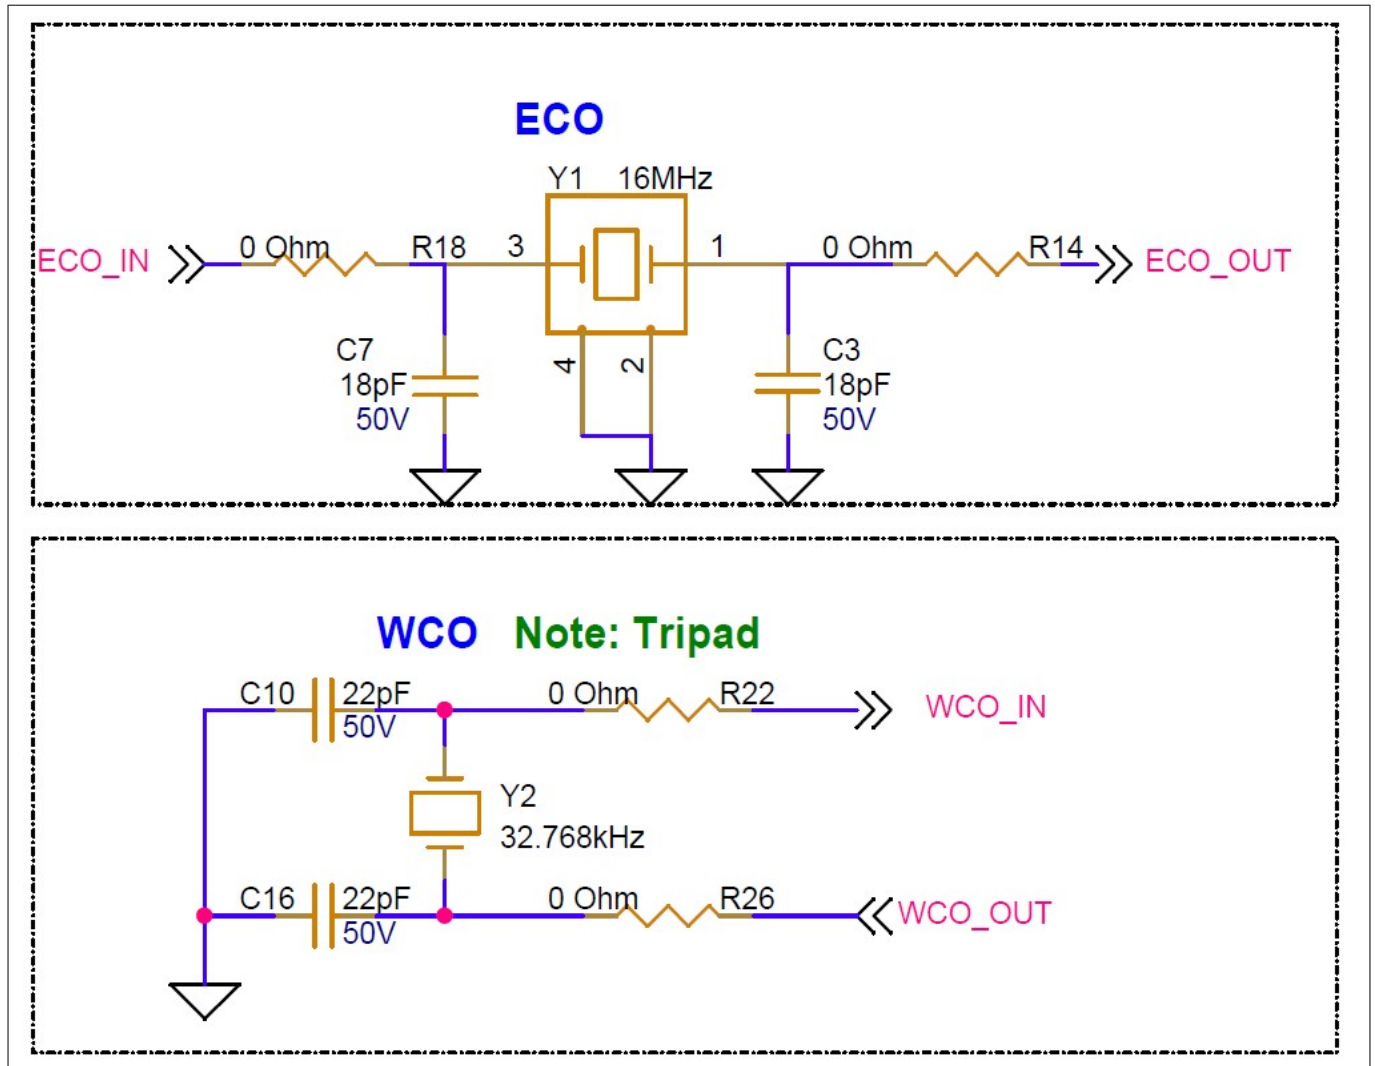 ECO
Y1 16MHz
ECO_IN 0 Ohm R18 3 1 0 Ohm R14 ECO_OUT
4 2
C7
18pF
50V
C3
18pF
50V
WCO Note: Tripad
C10 22pF 0 Ohm R22 WCO_IN
50V
Y2
32.768kHz
C16 22pF 0 Ohm R26 WCO_OUT
50V